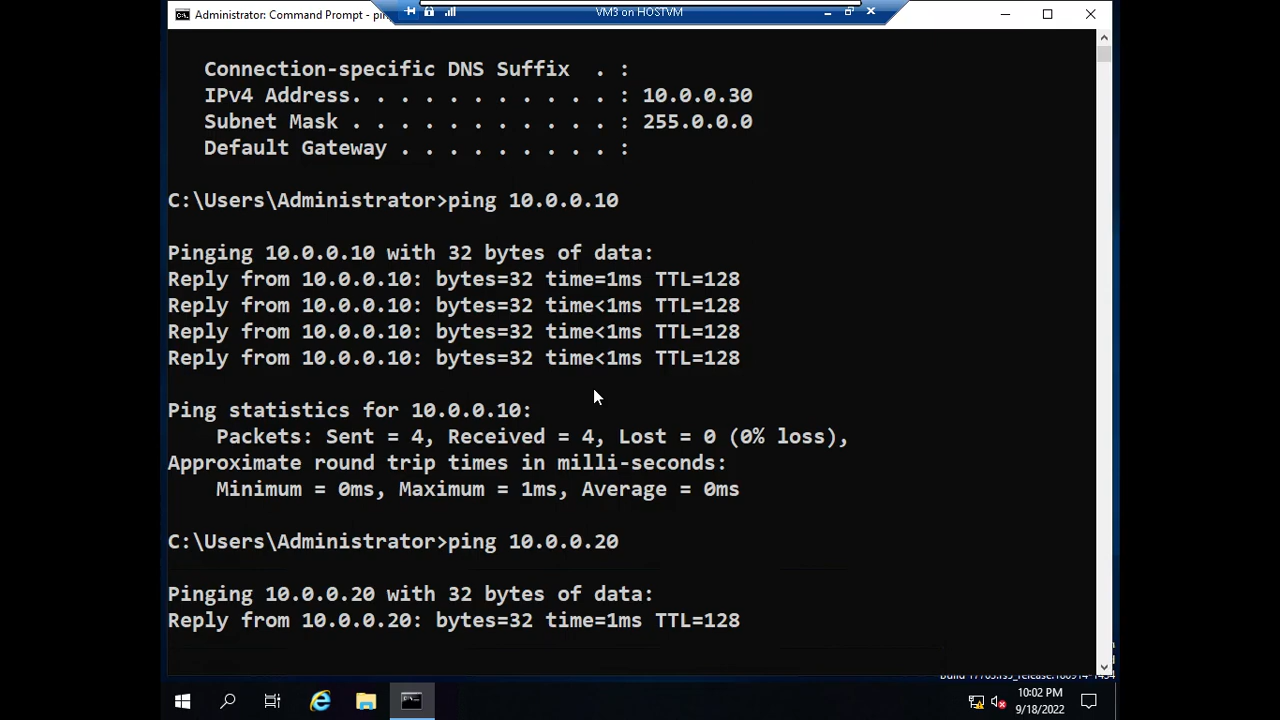 Administrator: Command Prompt - pin
VM3 on HOSTVM
Connection-specific DNS Suffix  . :
IPv4 Address. . . . . . . . . . . : 10.0.0.30
Subnet Mask . . . . . . . . . . . : 255.0.0.0
Default Gateway . . . . . . . . . :
C:\Users\Administrator>ping 10.0.0.10
Pinging 10.0.0.10 with 32 bytes of data:
Reply from 10.0.0.10: bytes=32 time=1ms TTL=128
Reply from 10.0.0.10: bytes=32 time<1ms TTL=128
Reply from 10.0.0.10: bytes=32 time<1ms TTL=128
Reply from 10.0.0.10: bytes=32 time<1ms TTL=128
Ping statistics for 10.0.0.10:
Packets: Sent = 4, Received = 4, Lost = 0 (0% loss),
Approximate round trip times in milli-seconds:
Minimum = 0ms, Maximum = 1ms, Average = 0ms
C:\Users\Administrator>ping 10.0.0.20
Pinging 10.0.0.20 with 32 bytes of data:
Reply from 10.0.0.20: bytes=32 time=1ms TTL=128
10:02 PM
9/18/2022